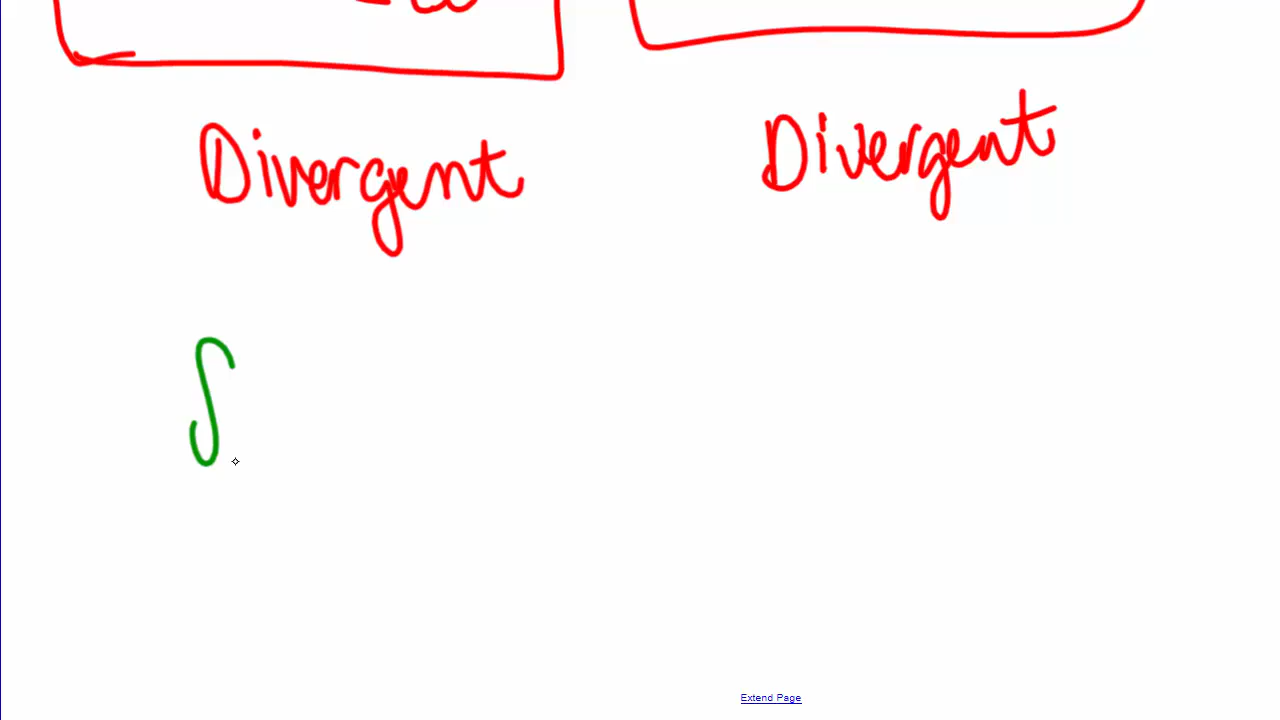 = -∞
Divergent Divergent
∫
Extend Page